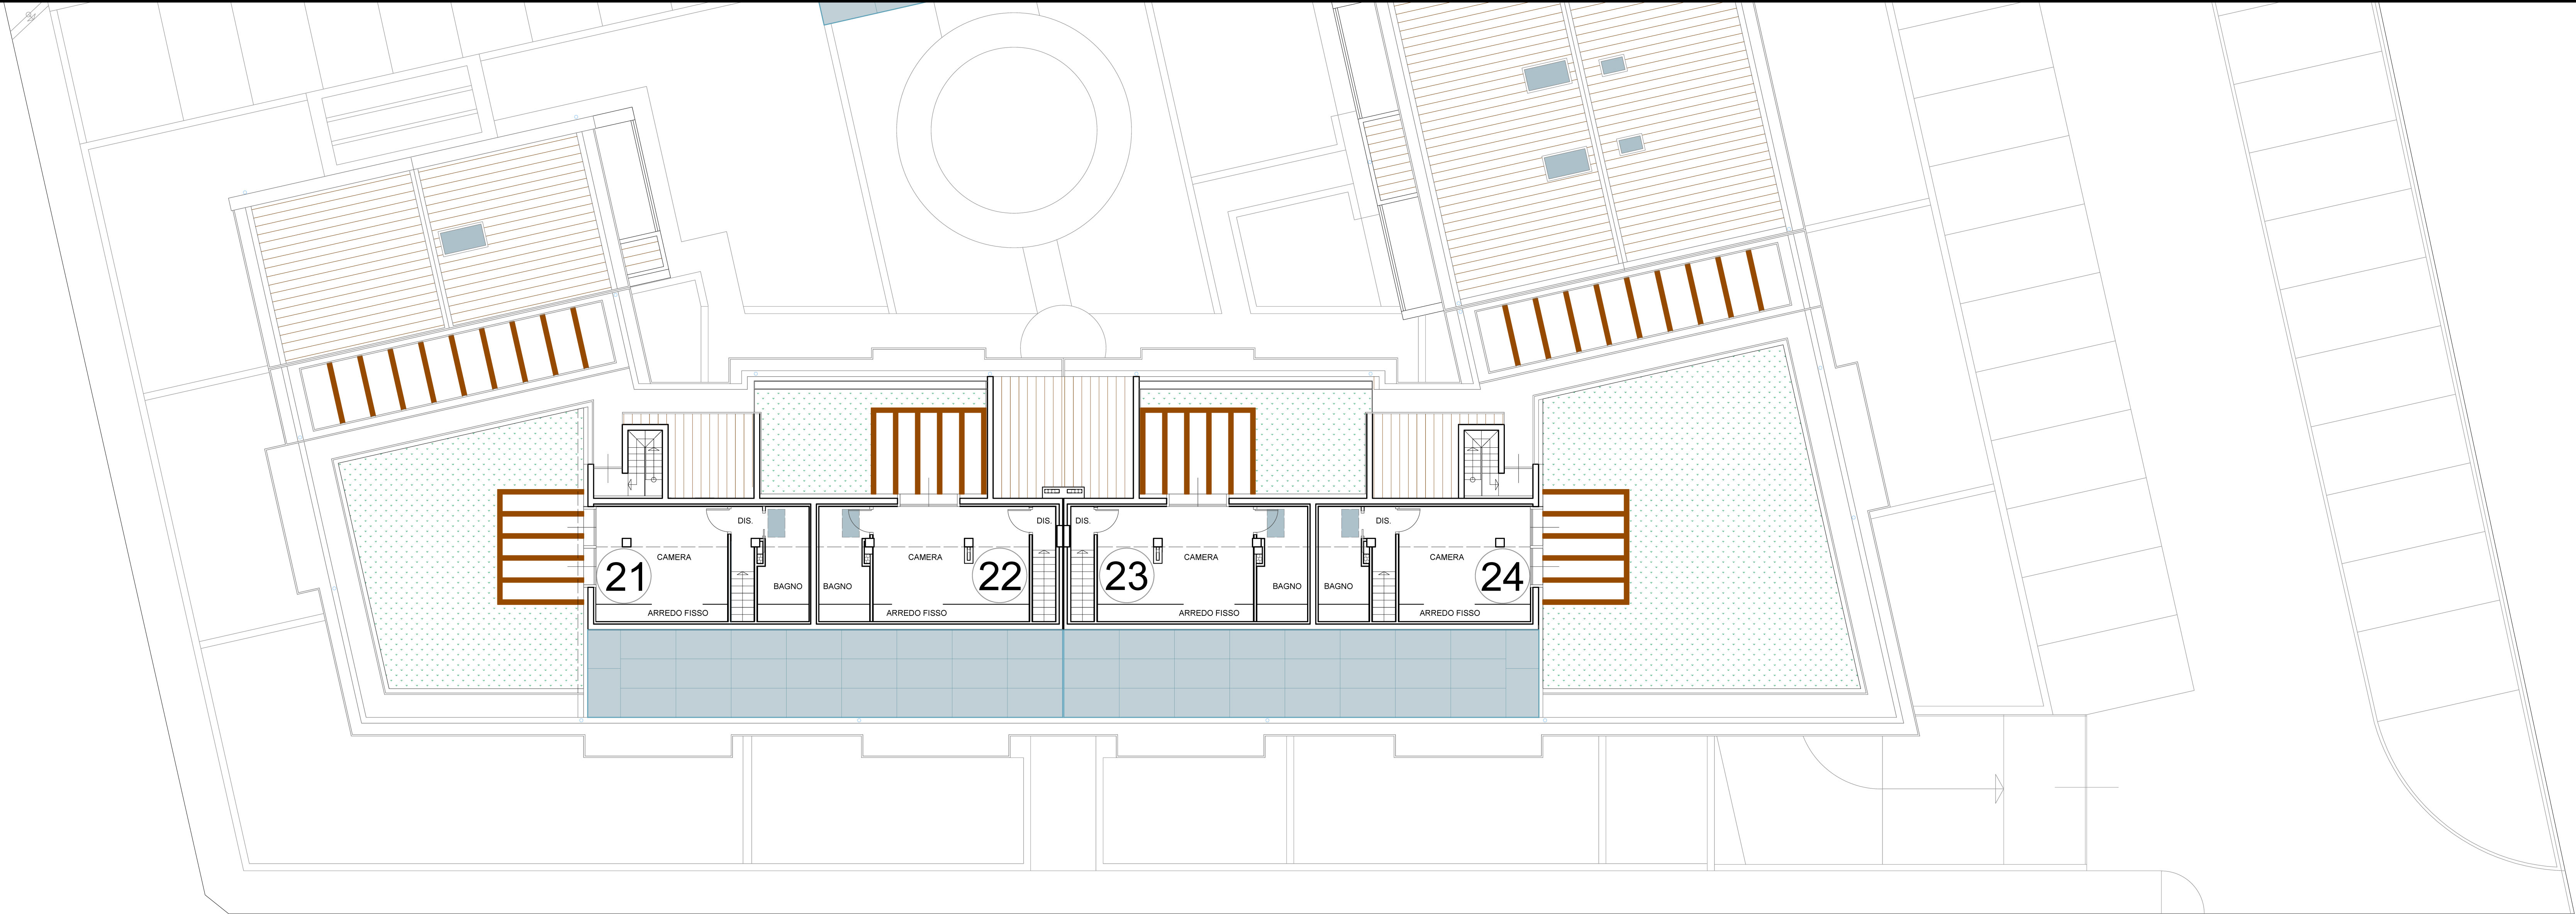 DIS.
DIS.
DIS.
DIS.
CAMERA
CAMERA
CAMERA
CAMERA
21
22
23
24
BAGNO
BAGNO
BAGNO
BAGNO
ARREDO FISSO
ARREDO FISSO
ARREDO FISSO
ARREDO FISSO